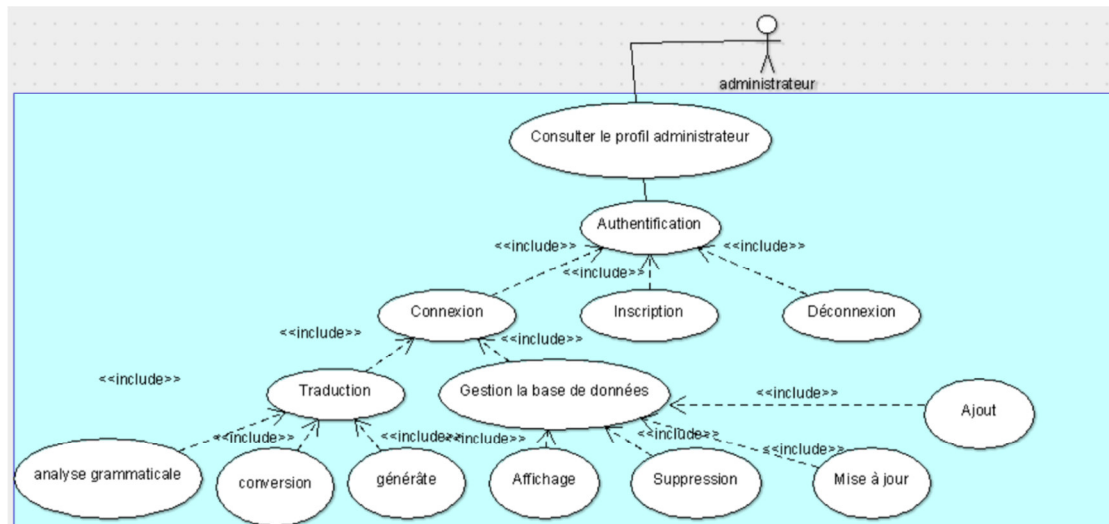 administrateur
Consulter le profil administrateur
Authentification
<<include>>
<<include>>
<<include>>
Connexion
Inscription
Déconnexion
<<include>>
<<include>>
<<include>>
Traduction
Gestion la base de données
<<include>>
Ajout
<<include>>
<<include>>
<<include>>
<<include>>
<<include>>
analyse grammaticale
conversion
générâte
Affichage
Suppression
Mise à jour